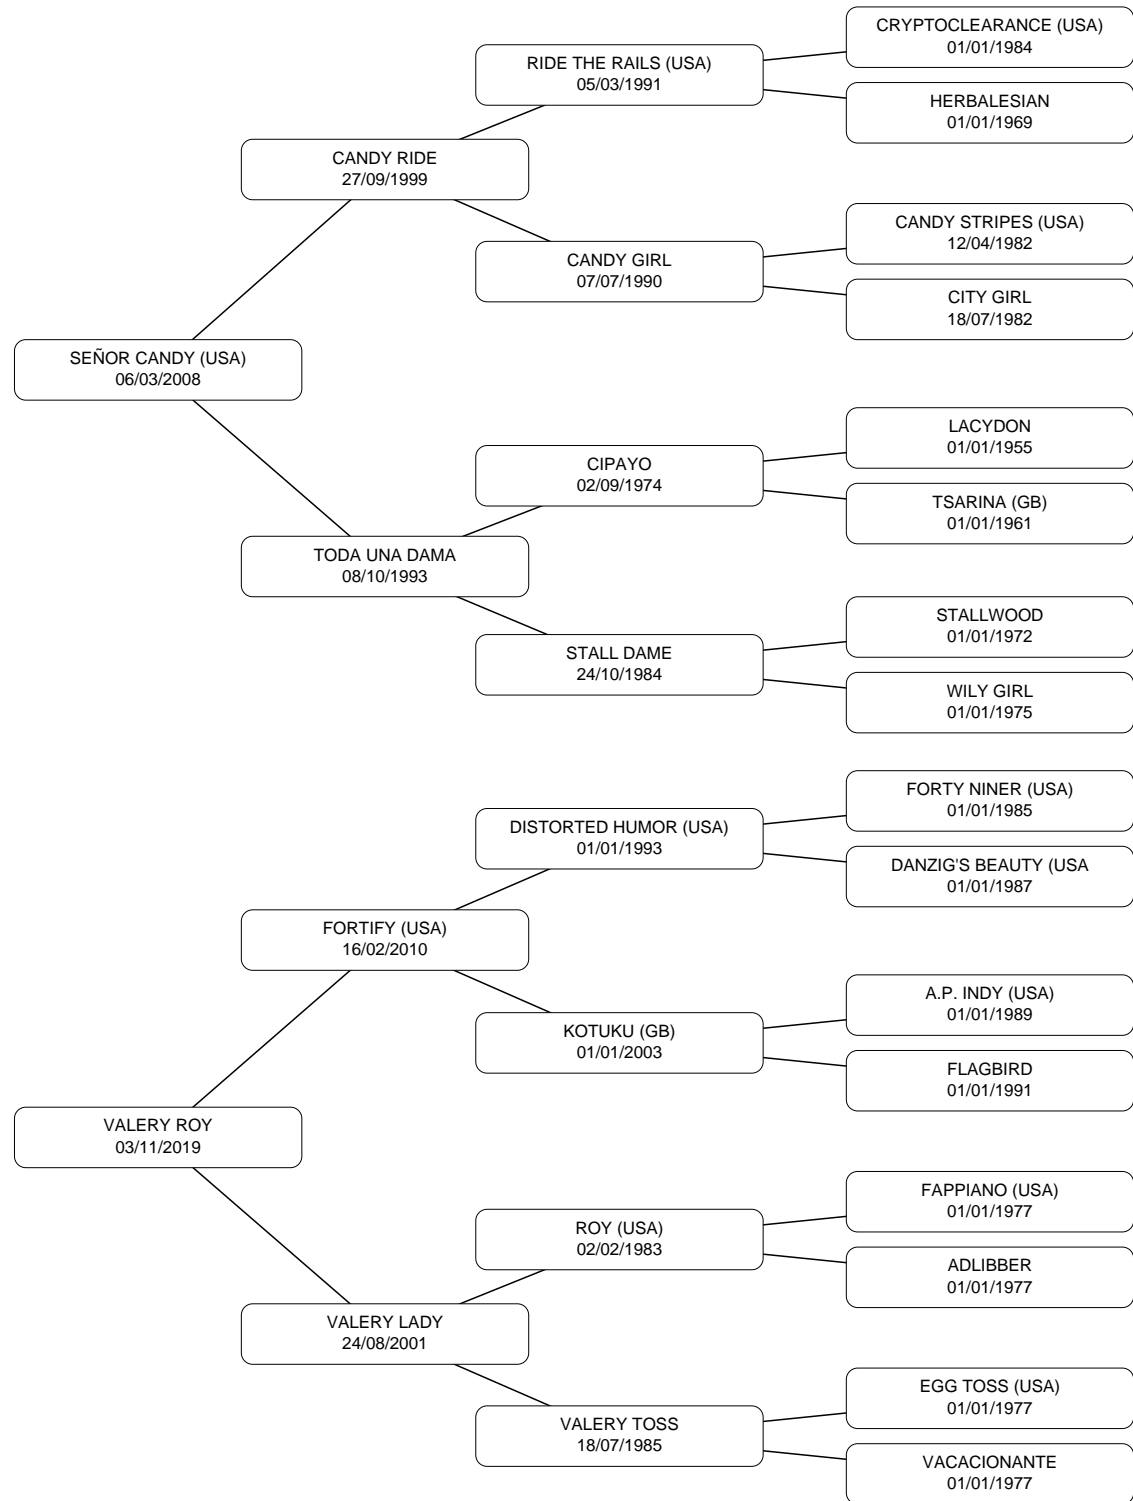 CRYPTOCLEARANCE (USA)
01/01/1984
RIDE THE RAILS (USA)
05/03/1991
HERBALESIAN
01/01/1969
CANDY RIDE
27/09/1999
CANDY STRIPES (USA)
12/04/1982
CANDY GIRL
07/07/1990
CITY GIRL
18/07/1982
SEÑOR CANDY (USA)
06/03/2008
LACYDON
01/01/1955
CIPAYO
02/09/1974
TSARINA (GB)
01/01/1961
TODA UNA DAMA
08/10/1993
STALLWOOD
01/01/1972
STALL DAME
24/10/1984
WILY GIRL
01/01/1975
FORTY NINER (USA)
01/01/1985
DISTORTED HUMOR (USA)
01/01/1993
DANZIG'S BEAUTY (USA
01/01/1987
FORTIFY (USA)
16/02/2010
A.P. INDY (USA)
01/01/1989
KOTUKU (GB)
01/01/2003
FLAGBIRD
01/01/1991
VALERY ROY
03/11/2019
FAPPIANO (USA)
01/01/1977
ROY (USA)
02/02/1983
ADLIBBER
01/01/1977
VALERY LADY
24/08/2001
EGG TOSS (USA)
01/01/1977
VALERY TOSS
18/07/1985
VACACIONANTE
01/01/1977